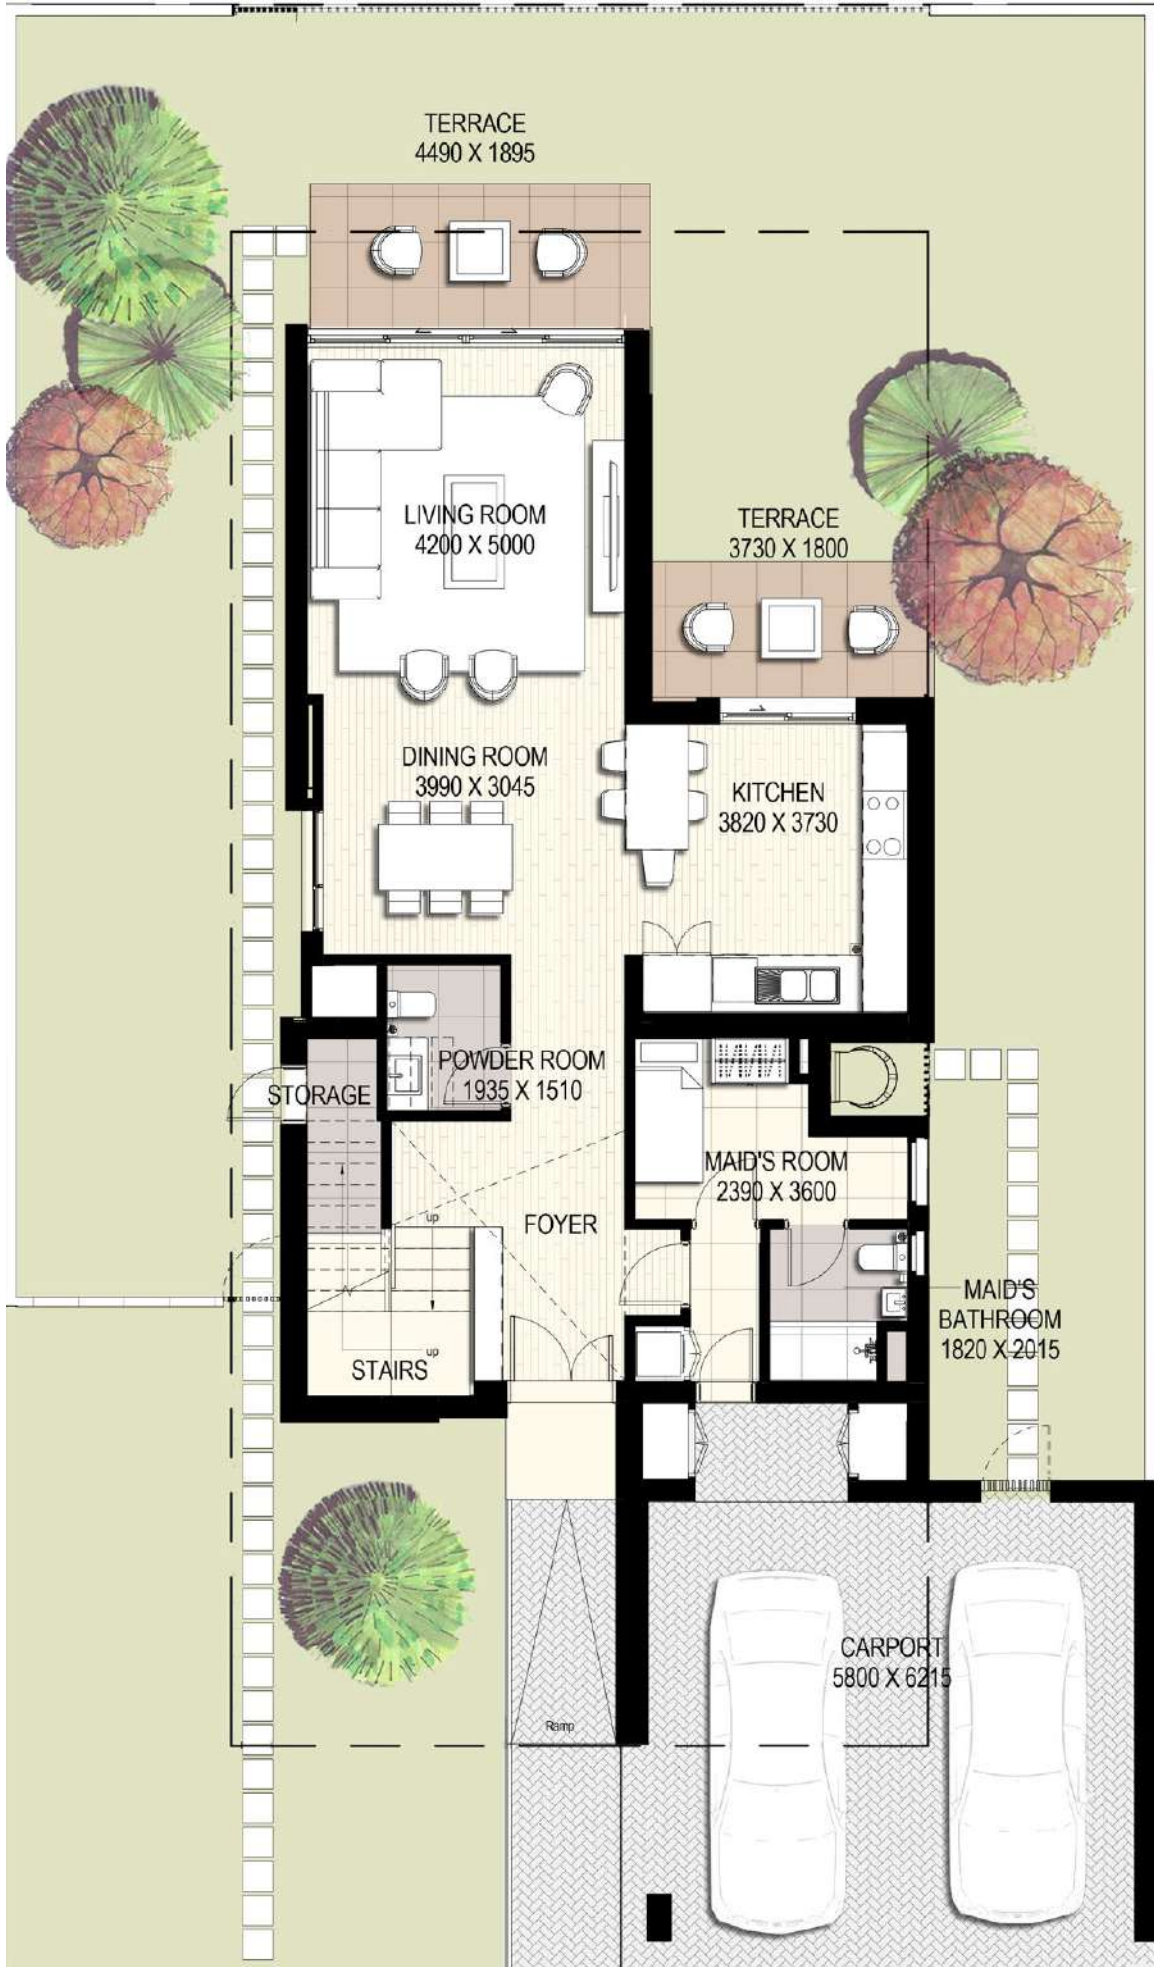 TERRACE
4490 X 1895
LIVING ROOM
4200 X 5000
TERRACE
3730 X 1800
DINING ROOM
3990 X 3045
KITCHEN
3820 X 3730
POWDER ROOM
1935 X 1510
STORAGE
MAID'S ROOM
2390 X 3600
up
FOYER
MAID'S
BATHROOM
1820 X 2015
up
STAIRS
CARPORT
5800 X 6215
Ramp